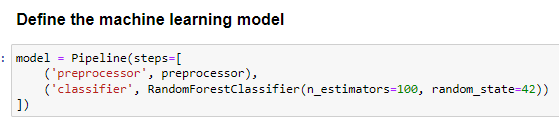 Define the machine learning model
: model = Pipeline(steps=[
('preprocessor', preprocessor),
('classifier', RandomForestClassifier(n_estimators=100, random_state=42))
])